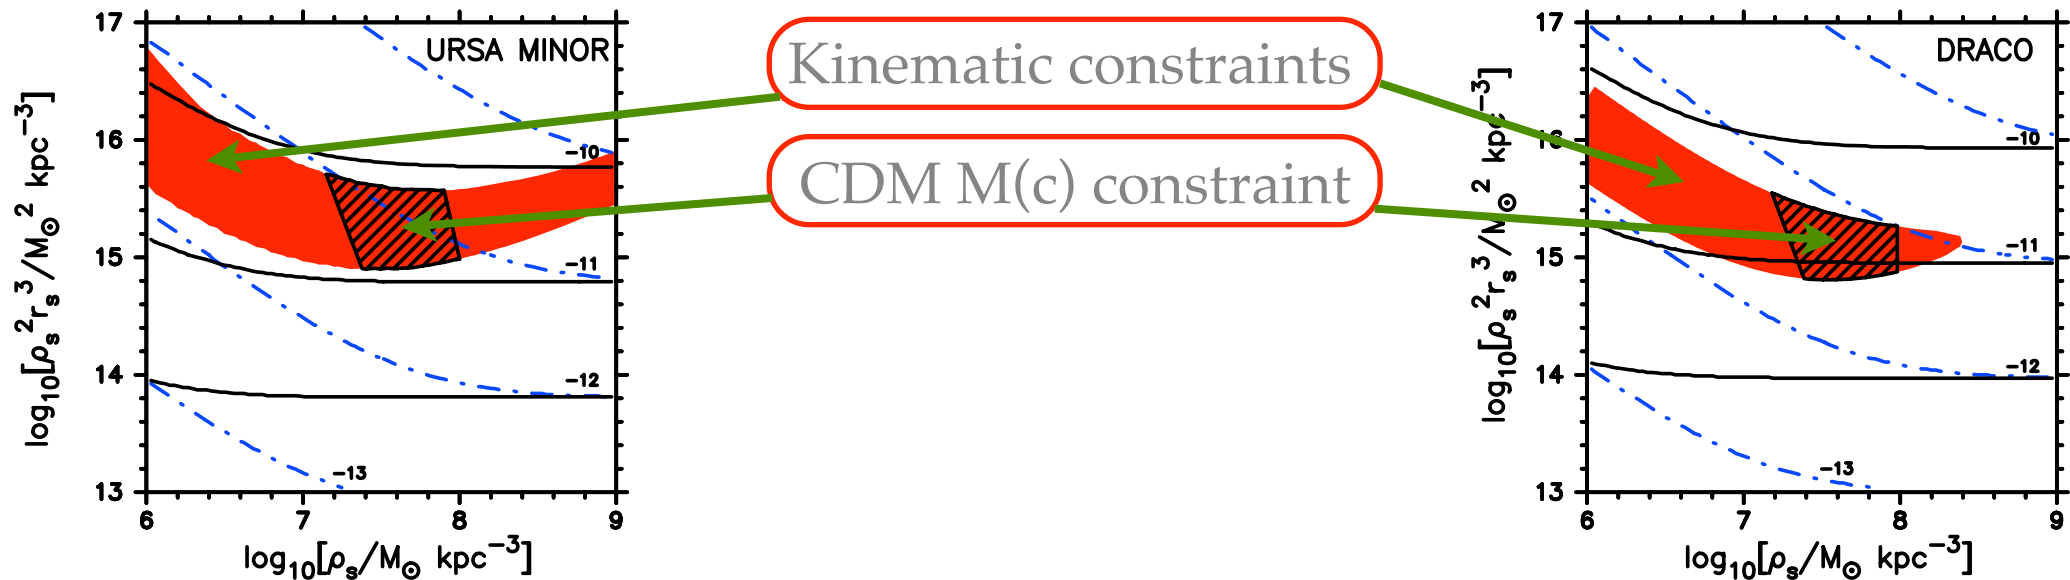 URSA MINOR
17
16
15
14
13
-10
-11
-12
-13
6 7 8 9
log₁₀[ρₛ²rₛ³/M⊙² kpc⁻³]
log₁₀[ρₛ/M⊙ kpc⁻³]
Kinematic constraints
CDM M(c) constraint
DRACO
17
16
15
14
13
-10
-11
-12
-13
6 7 8 9
log₁₀[ρₛ²rₛ³/M⊙² kpc⁻³]
log₁₀[ρₛ/M⊙ kpc⁻³]